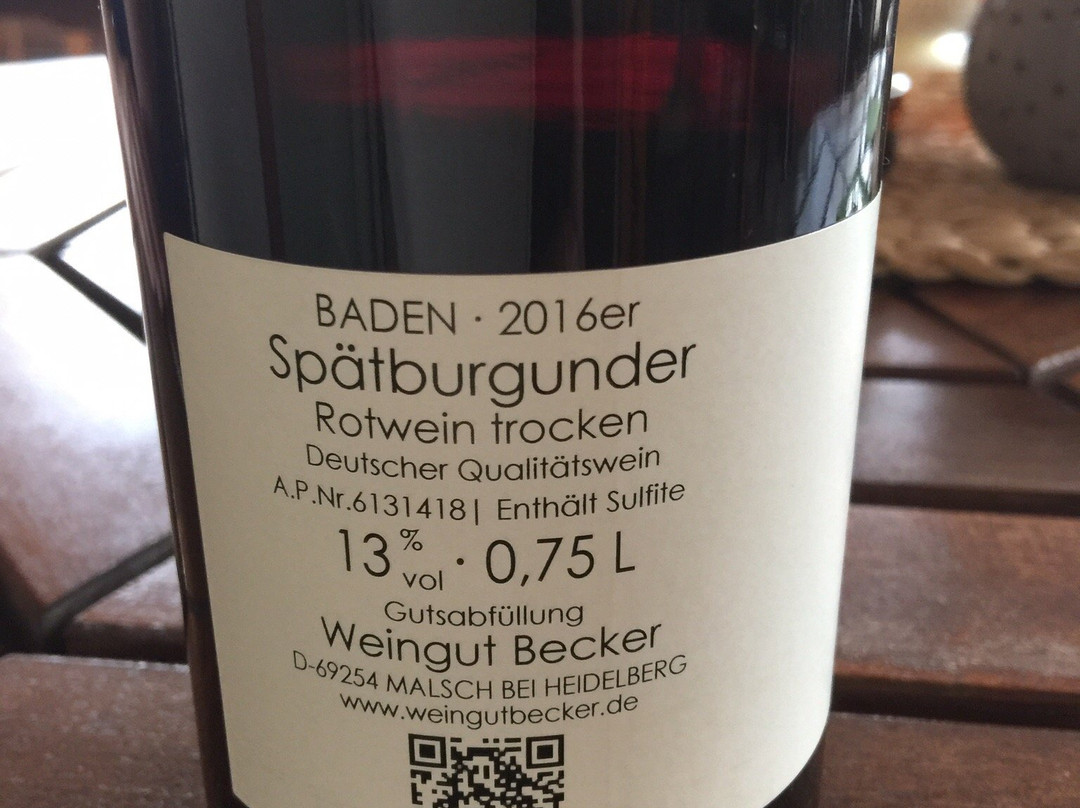 BADEN · 2016er
Spätburgunder
Rotwein trocken
Deutscher Qualitätswein
A.P.Nr.6131418| Enthält Sulfite
13 % vol · 0,75 L
Gutsabfüllung
Weingut Becker
D-69254 MALSCH BEI HEIDELBERG
www.weingutbecker.de